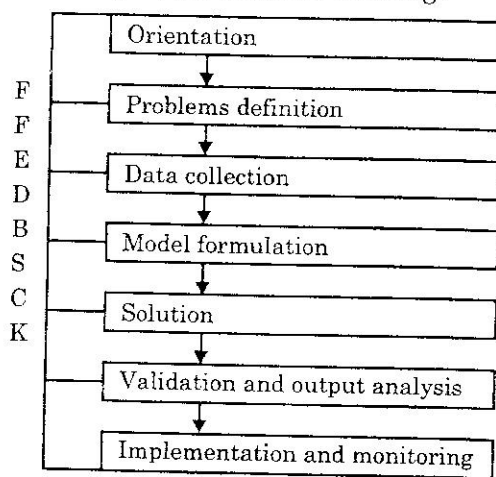 Orientation
F
F
E
D
B
S
C
K
Problems definition
Data collection
Model formulation
Solution
Validation and output analysis
Implementation and monitoring